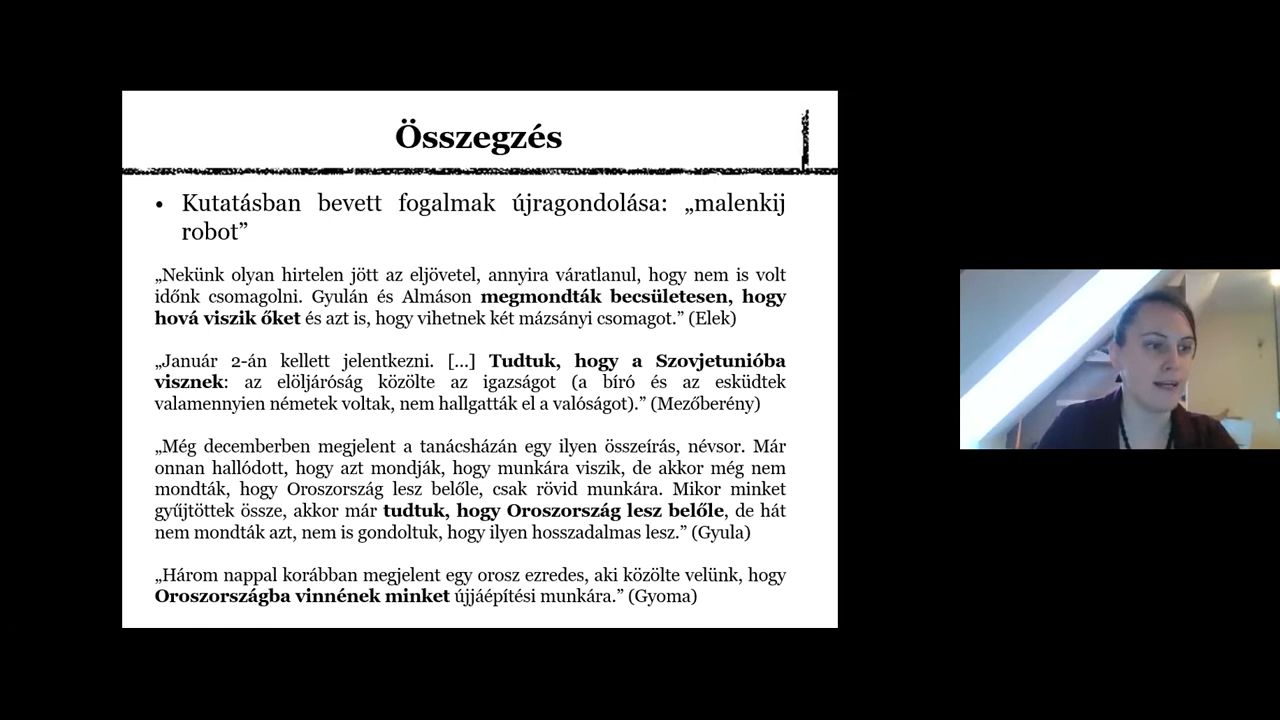 Összegzés
• Kutatásban bevett fogalmak újragondolása: „malenkij
robot”
„Nekünk olyan hirtelen jött az eljövetel, annyira váratlanul, hogy nem is volt
időnk csomagolni. Gyulán és Almáson megmondták becsületesen, hogy
hová viszik őket és azt is, hogy vihetnek két mázsányi csomagot.” (Elek)
„Január 2-án kellett jelentkezni. [...] Tudtuk, hogy a Szovjetunióba
visznek: az elöljáróság közölte az igazságot (a bíró és az esküdtek
valamennyien németek voltak, nem hallgatták el a valóságot).” (Mezőberény)
„Még decemberben megjelent a tanácsházán egy ilyen összeírás, névsor. Már
onnan hallódott, hogy azt mondják, hogy munkára viszik, de akkor még nem
mondták, hogy Oroszország lesz belőle, csak rövid munkára. Mikor minket
gyűjtöttek össze, akkor már tudtuk, hogy Oroszország lesz belőle, de hát
nem mondták azt, nem is gondoltuk, hogy ilyen hosszadalmas lesz.” (Gyula)
„Három nappal korábban megjelent egy orosz ezredes, aki közölte velünk, hogy
Oroszországba vinnének minket újjáépítési munkára.” (Gyoma)